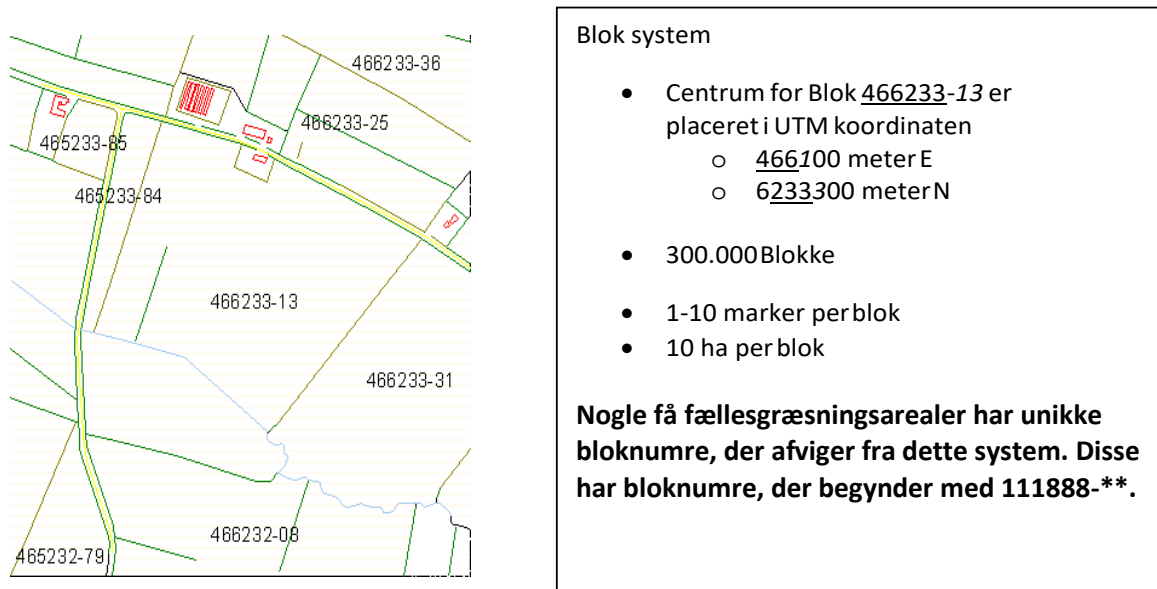 466233-36
466233-25
465233-85
465233-84
466233-13
466233-31
466232-08
465232-79
Blok system
• Centrum for Blok 466233-13 er
placeret i UTM koordinaten
o 466100 meter E
o 6233300 meter N
• 300.000 Blokke
• 1-10 marker per blok
• 10 ha per blok
Nogle få fællesgræsningsarealer har unikke
bloknumre, der afviger fra dette system. Disse
har bloknumre, der begynder med 111888-**.